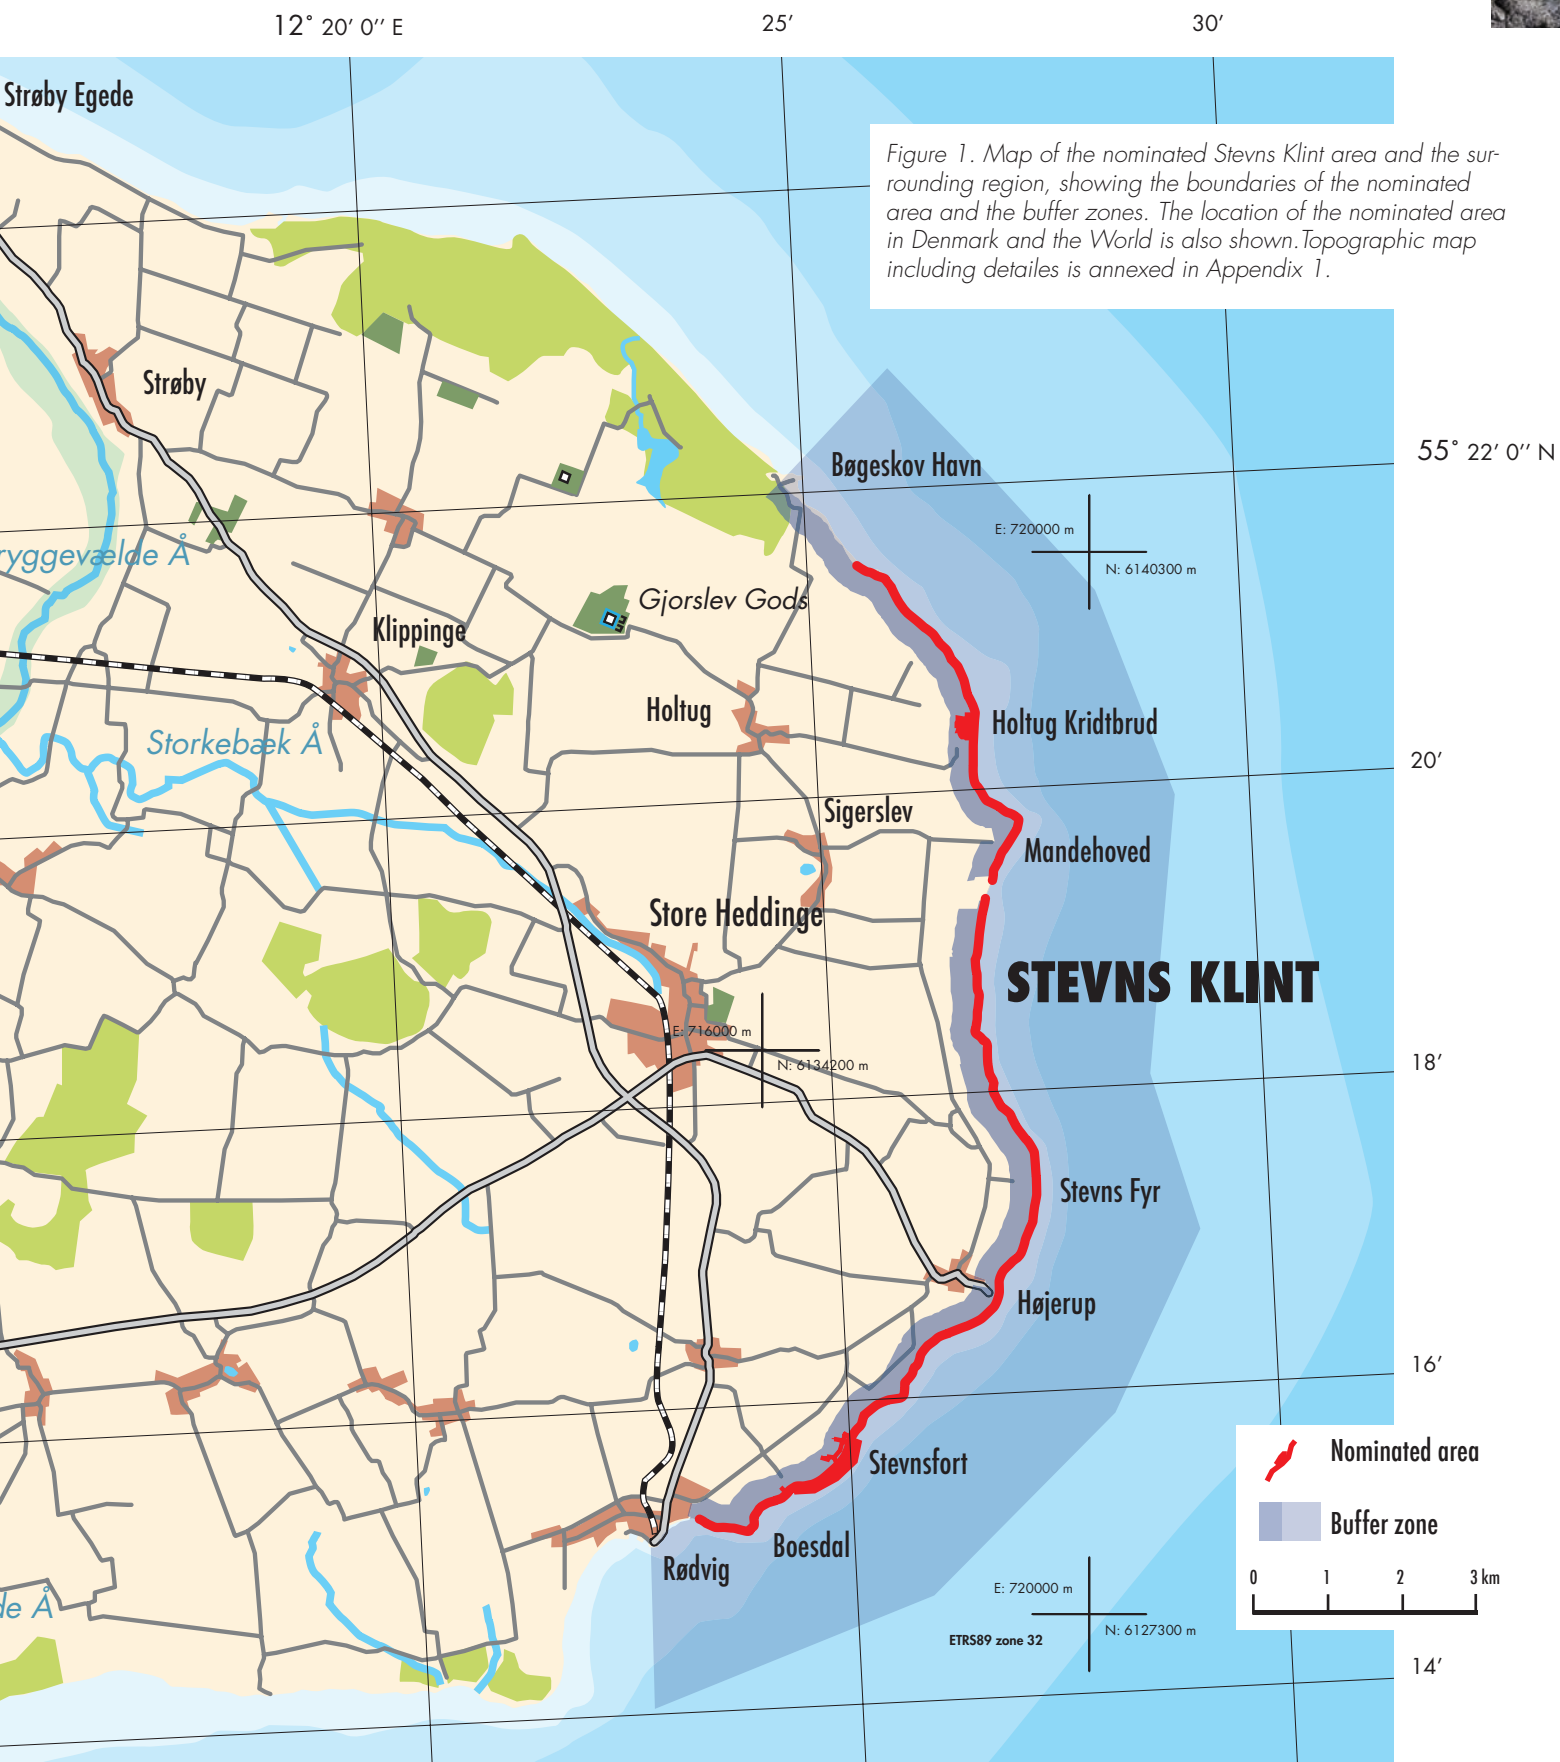 12° 20' 0'' E
25'
30'
Strøby Egede
Figure 1. Map of the nominated Stevns Klint area and the sur-
rounding region, showing the boundaries of the nominated
area and the buffer zones. The location of the nominated area
in Denmark and the World is also shown. Topographic map
including detailes is annexed in Appendix 1.
Strøby
Bøgeskov Havn
55° 22' 0'' N
E: 720000 m
N: 6140300 m
ryggevælde Å
Gjorslev Gods
Klippinge
Holtug
Holtug Kridtbrud
Storkebæk Å
20'
Sigerslev
Mandehoved
Store Heddinge
STEVNS KLINT
E: 716000 m
N: 6134200 m
18'
Stevns Fyr
Højerup
16'
Nominated area
Stevnsfort
Buffer zone
Boesdal
Rødvig
0 1 2 3 km
E: 720000 m
N: 6127300 m
ETRS89 zone 32
de Å
14'